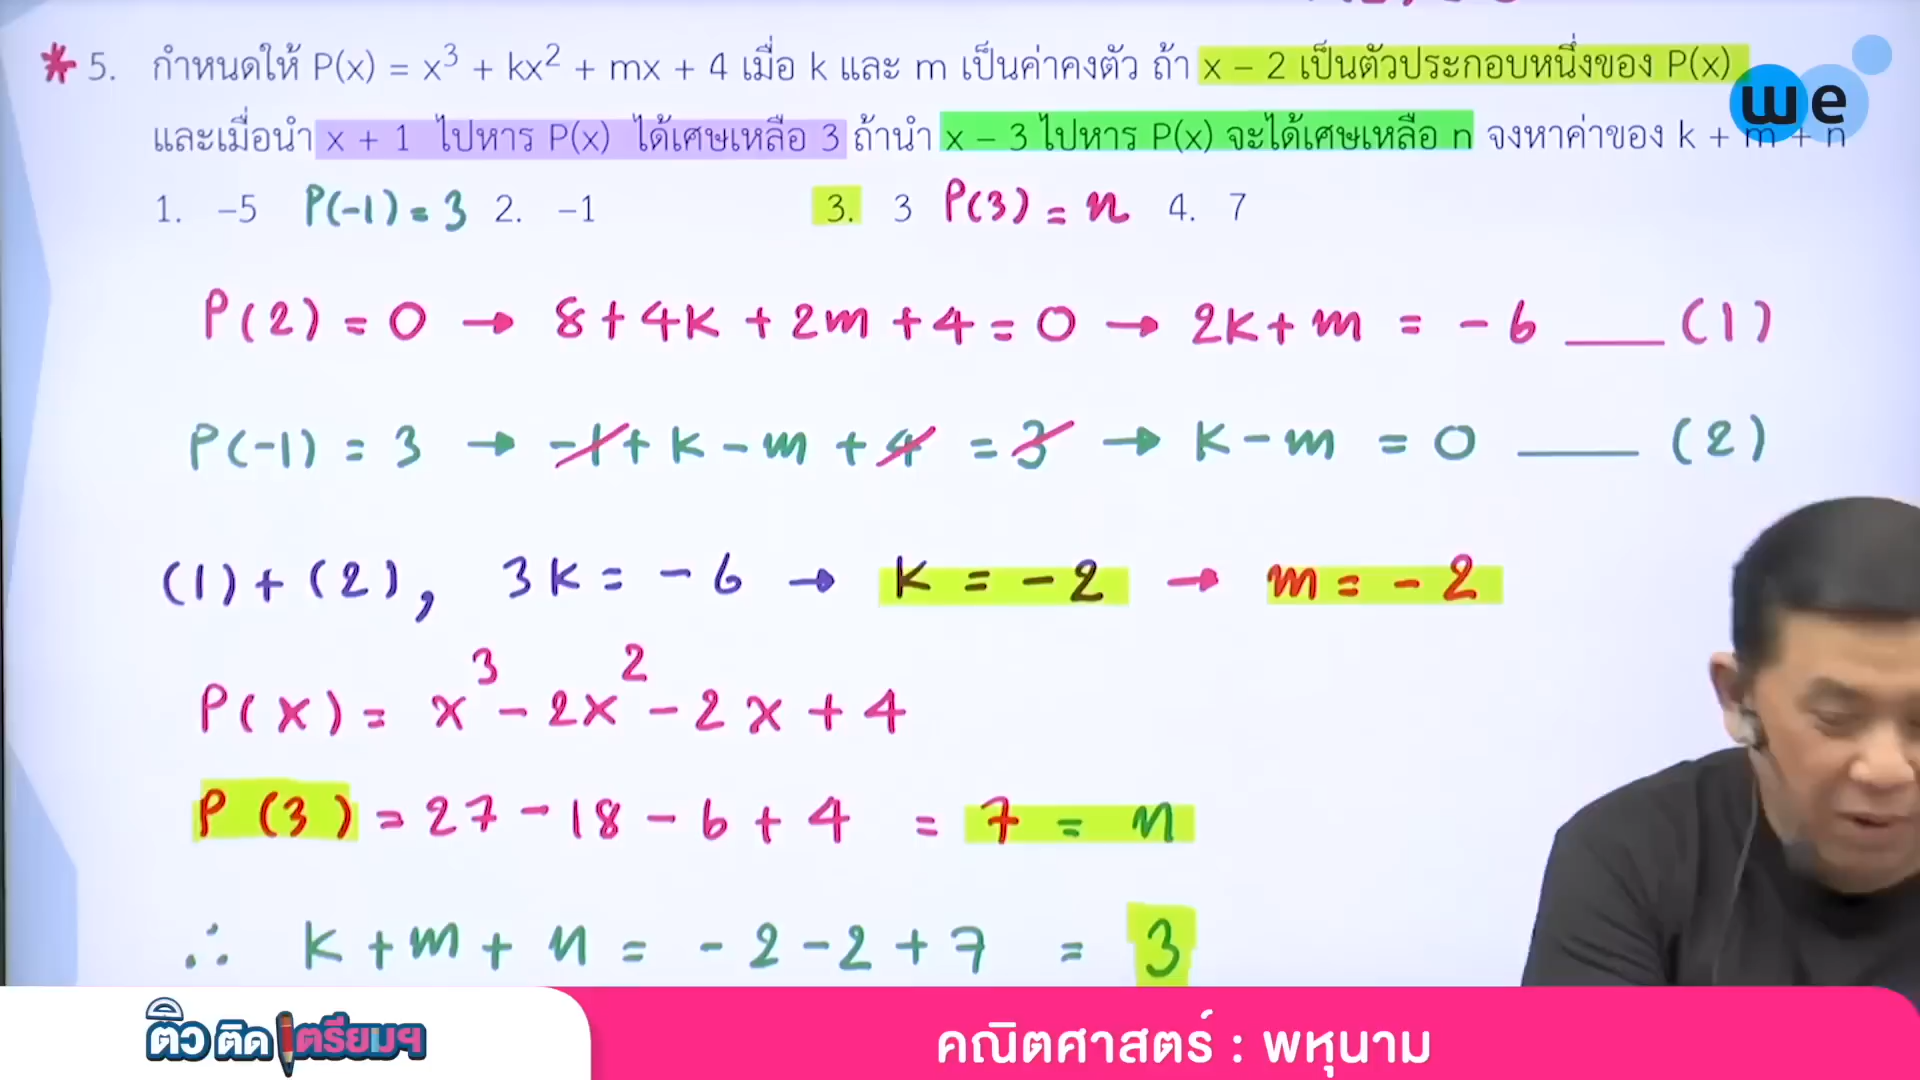 5. กำหนดให้ P(x) = x³ + kx² + mx + 4 เมื่อ k และ m เป็นค่าคงตัว ถ้า x – 2 เป็นตัวประกอบหนึ่งของ P(x)
และเมื่อนำ x + 1 ไปหาร P(x) ได้เศษเหลือ 3 ถ้านำ x – 3 ไปหาร P(x) จะได้เศษเหลือ n จงหาค่าของ k + m + n
we
1. –5 P(-1) = 3 2. –1 3. 3 P(3) = n 4. 7
P(2) = 0 → 8 + 4k + 2m + 4 = 0 → 2k + m = -6 ___ (1)
P(-1) = 3 → -1 + k - m + 4 = 3 → k - m = 0 ___ (2)
(1) + (2), 3k = -6 → k = -2 → m = -2
P(x) = x³ - 2x² - 2x + 4
P(3) = 27 - 18 - 6 + 4 = 7 = n
∴ k + m + n = -2 - 2 + 7 = 3
ติว ติด เตรียมฯ
คณิตศาสตร์ : พหุนาม